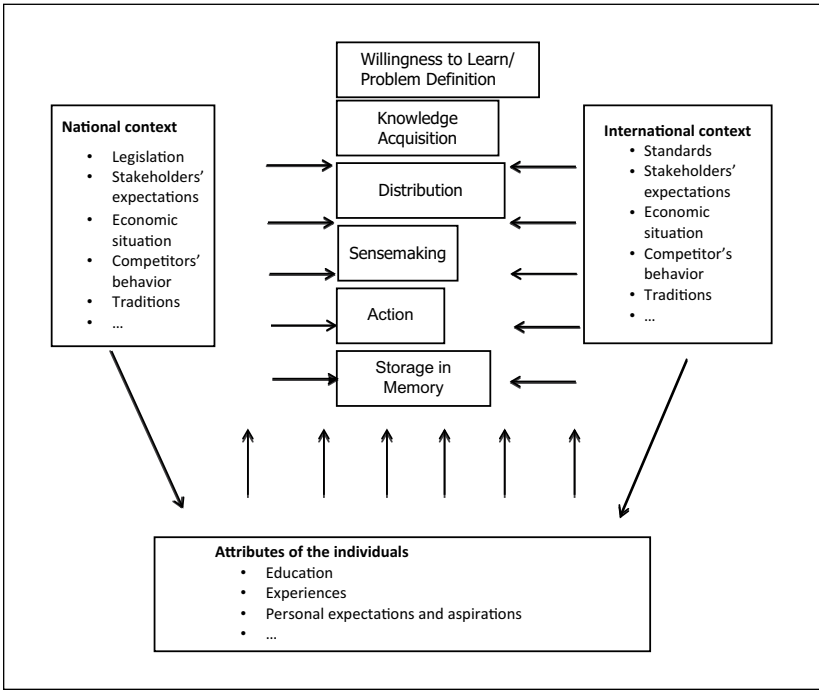 Willingness to Learn/
Problem Definition
Knowledge
Acquisition
Distribution
Sensemaking
Action
Storage in
Memory
National context
• Legislation
• Stakeholders'
expectations
• Economic
situation
• Competitors'
behavior
• Traditions
• ...
International context
• Standards
• Stakeholders'
expectations
• Economic
situation
• Competitor's
behavior
• Traditions
• ...
Attributes of the individuals
• Education
• Experiences
• Personal expectations and aspirations
• ...